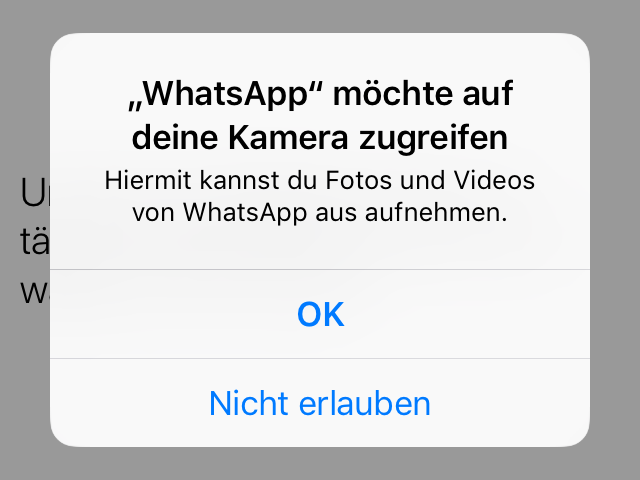 „WhatsApp“ möchte auf
deine Kamera zugreifen
Hiermit kannst du Fotos und Videos
von WhatsApp aus aufnehmen.
OK
Nicht erlauben